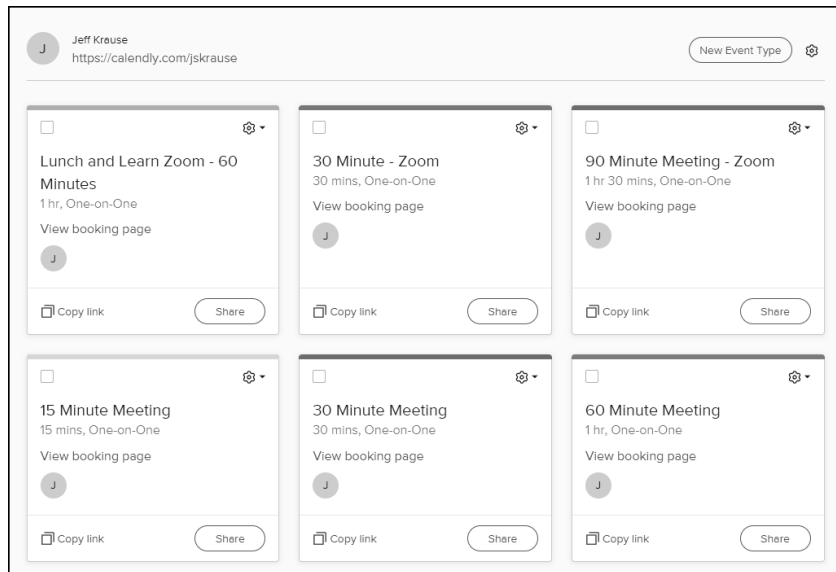 J
Jeff Krause
https://calendly.com/jskrause
New Event Type
Lunch and Learn Zoom - 60
Minutes
1 hr, One-on-One
View booking page
J
Copy link
Share
30 Minute - Zoom
30 mins, One-on-One
View booking page
J
Copy link
Share
90 Minute Meeting - Zoom
1 hr 30 mins, One-on-One
View booking page
J
Copy link
Share
15 Minute Meeting
15 mins, One-on-One
View booking page
J
Copy link
Share
30 Minute Meeting
30 mins, One-on-One
View booking page
J
Copy link
Share
60 Minute Meeting
1 hr, One-on-One
View booking page
J
Copy link
Share